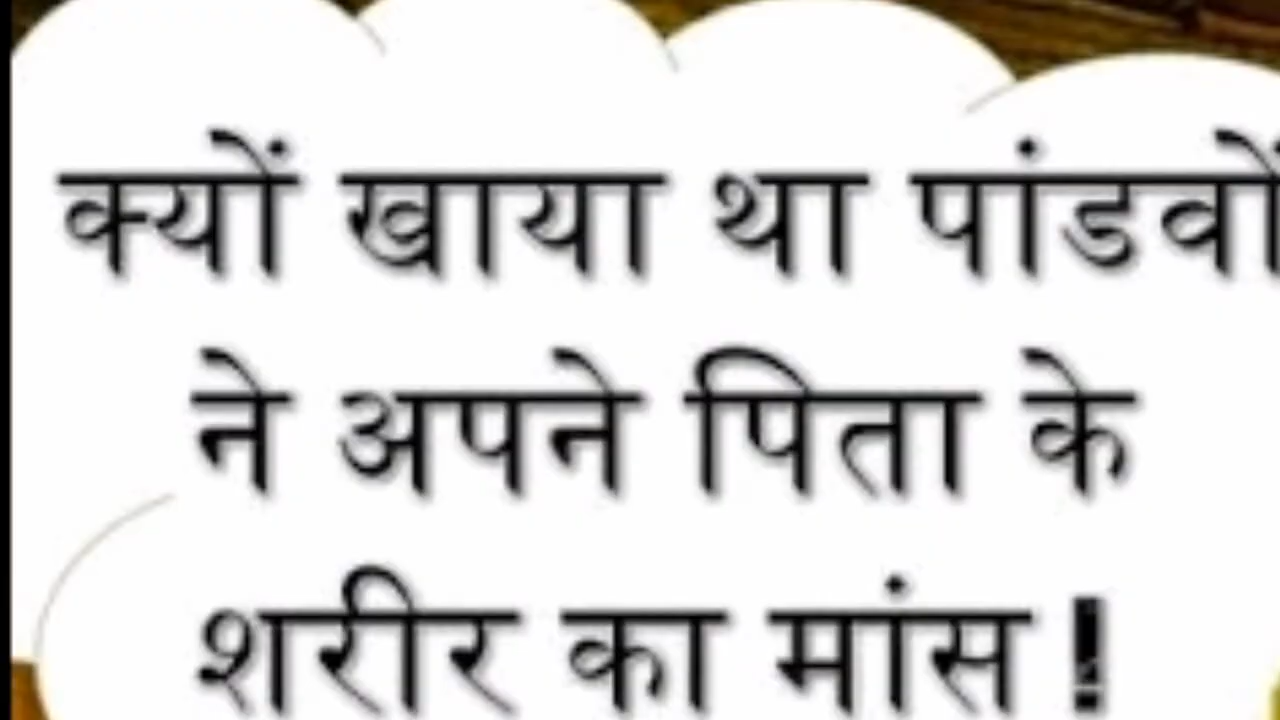 क्यों खाया था पांडवों
ने अपने पिता के
शरीर का मांस !